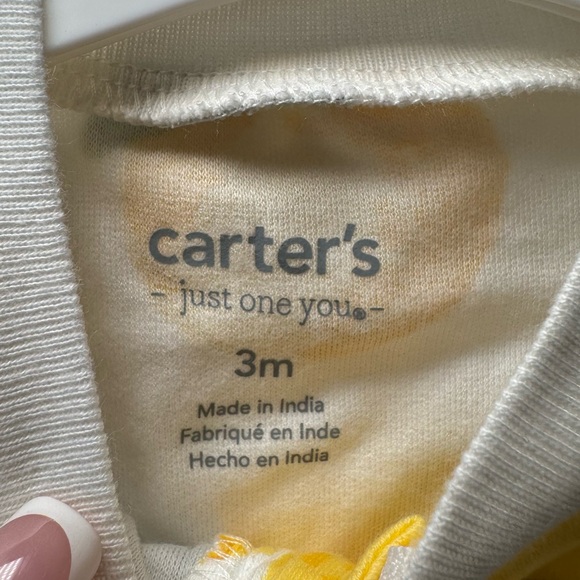 carter's
- just one you®-
3m
Made in India
Fabriqué en Inde
Hecho en India